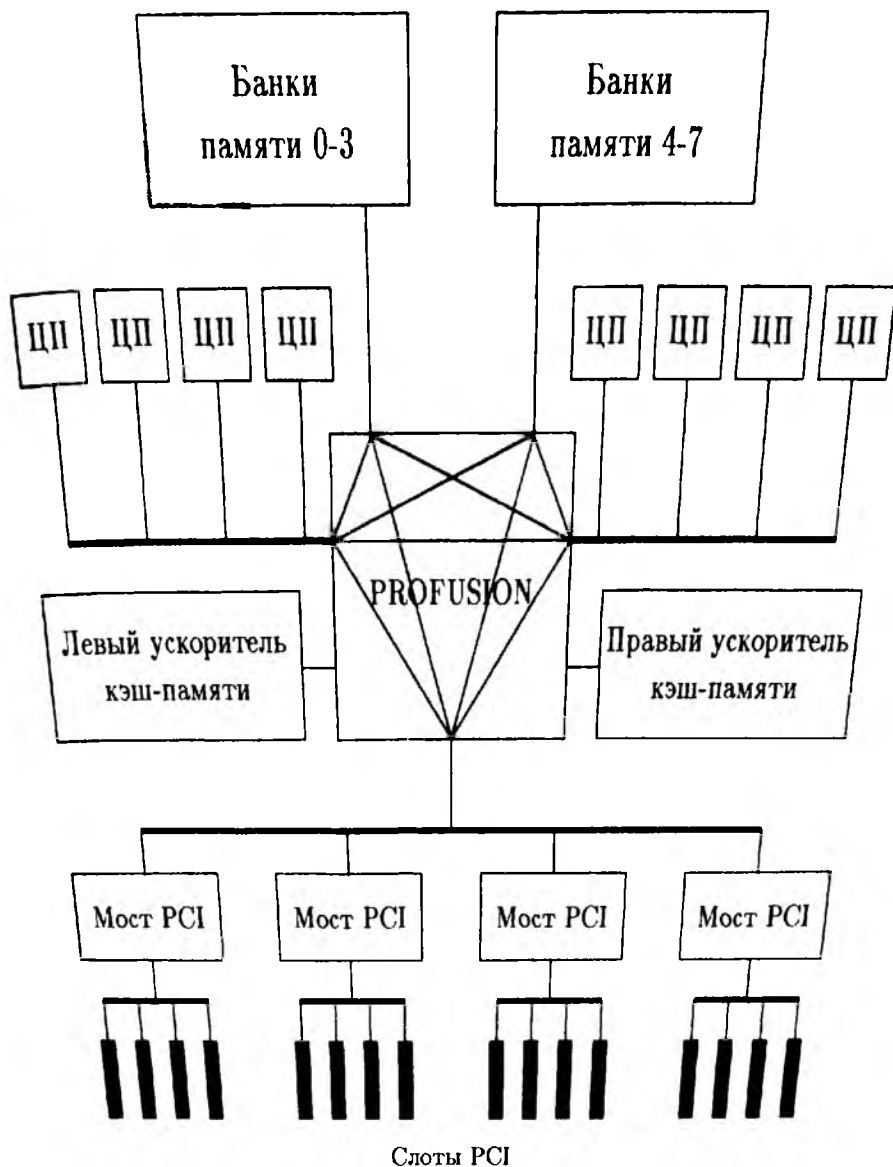 Банки
памяти 0-3
Банки
памяти 4-7
ЦП
ЦП
ЦП
ЦП
ЦП
ЦП
ЦП
ЦП
PROFUSION
Левый ускоритель
кэш-памяти
Правый ускоритель
кэш-памяти
Мост PCI
Мост PCI
Мост PCI
Мост PCI
Слоты PCI